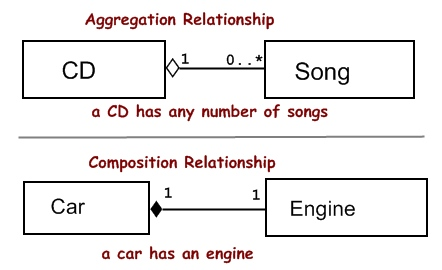 Aggregation Relationship
CD
1
0..*
Song
a CD has any number of songs
Composition Relationship
Car
1
1
Engine
a car has an engine